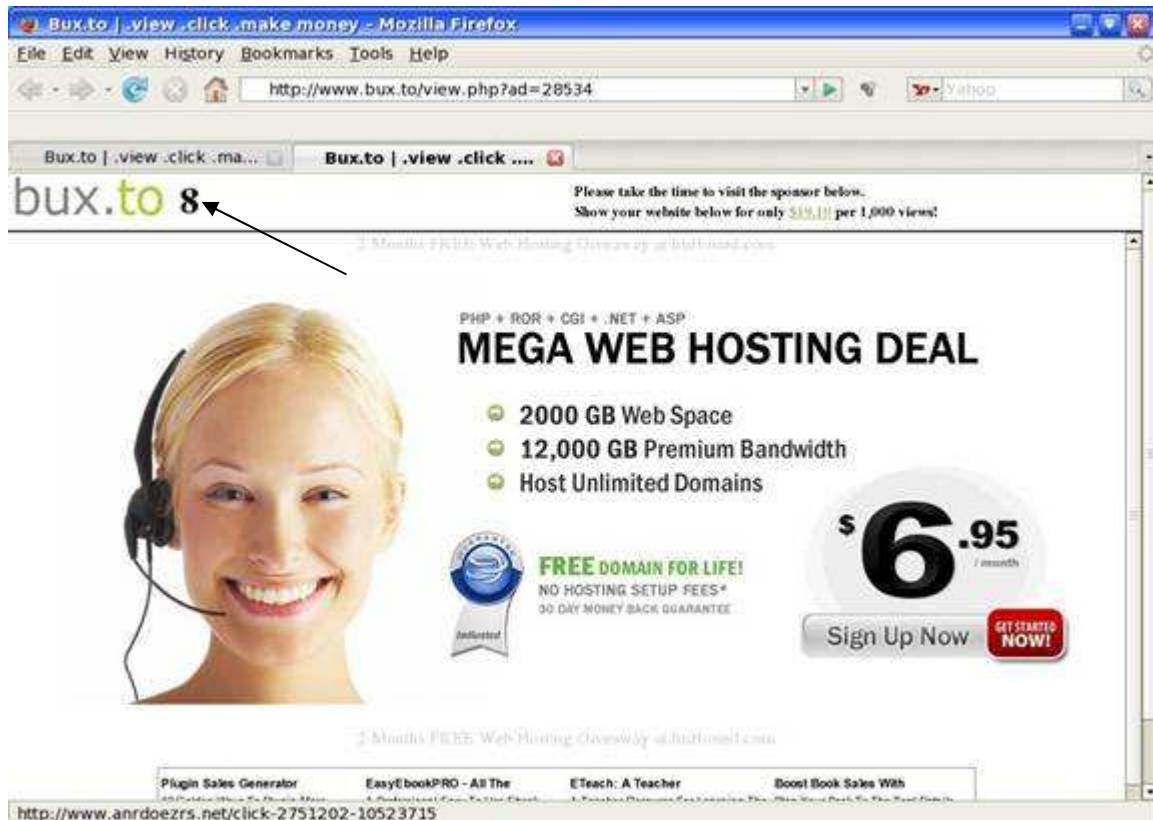 Bux.to | .view .click .make money - Mozilla Firefox
File Edit View History Bookmarks Tools Help
http://www.bux.to/view.php?ad=28534
Yahoo
Bux.to | .view .click .ma...
Bux.to | .view .click ....
bux.to 8
Please take the time to visit the sponsor below.
Show your website below for only per 1,000 views!
2 Months FREE Web Hosting Giveaway at
PHP + ROR + CGI + .NET + ASP
MEGA WEB HOSTING DEAL
2000 GB Web Space
12,000 GB Premium Bandwidth
Host Unlimited Domains
$6.95
/ month
FREE DOMAIN FOR LIFE!
NO HOSTING SETUP FEES*
30 DAY MONEY BACK GUARANTEE
Sign Up Now
GET STARTED
NOW!
2 Months FREE Web Hosting Giveaway at
Plugin Sales Generator
EasyEbookPRO - All The
ETeach: A Teacher
Boost Book Sales With
http://www.anrdoezrs.net/click-2751202-10523715